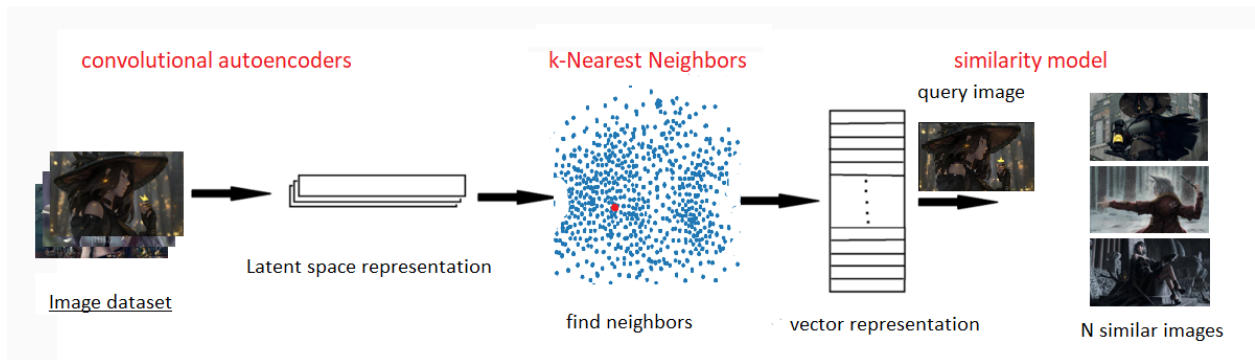 convolutional autoencoders
k-Nearest Neighbors
similarity model
query image
Latent space representation
Image dataset
find neighbors
vector representation
N similar images